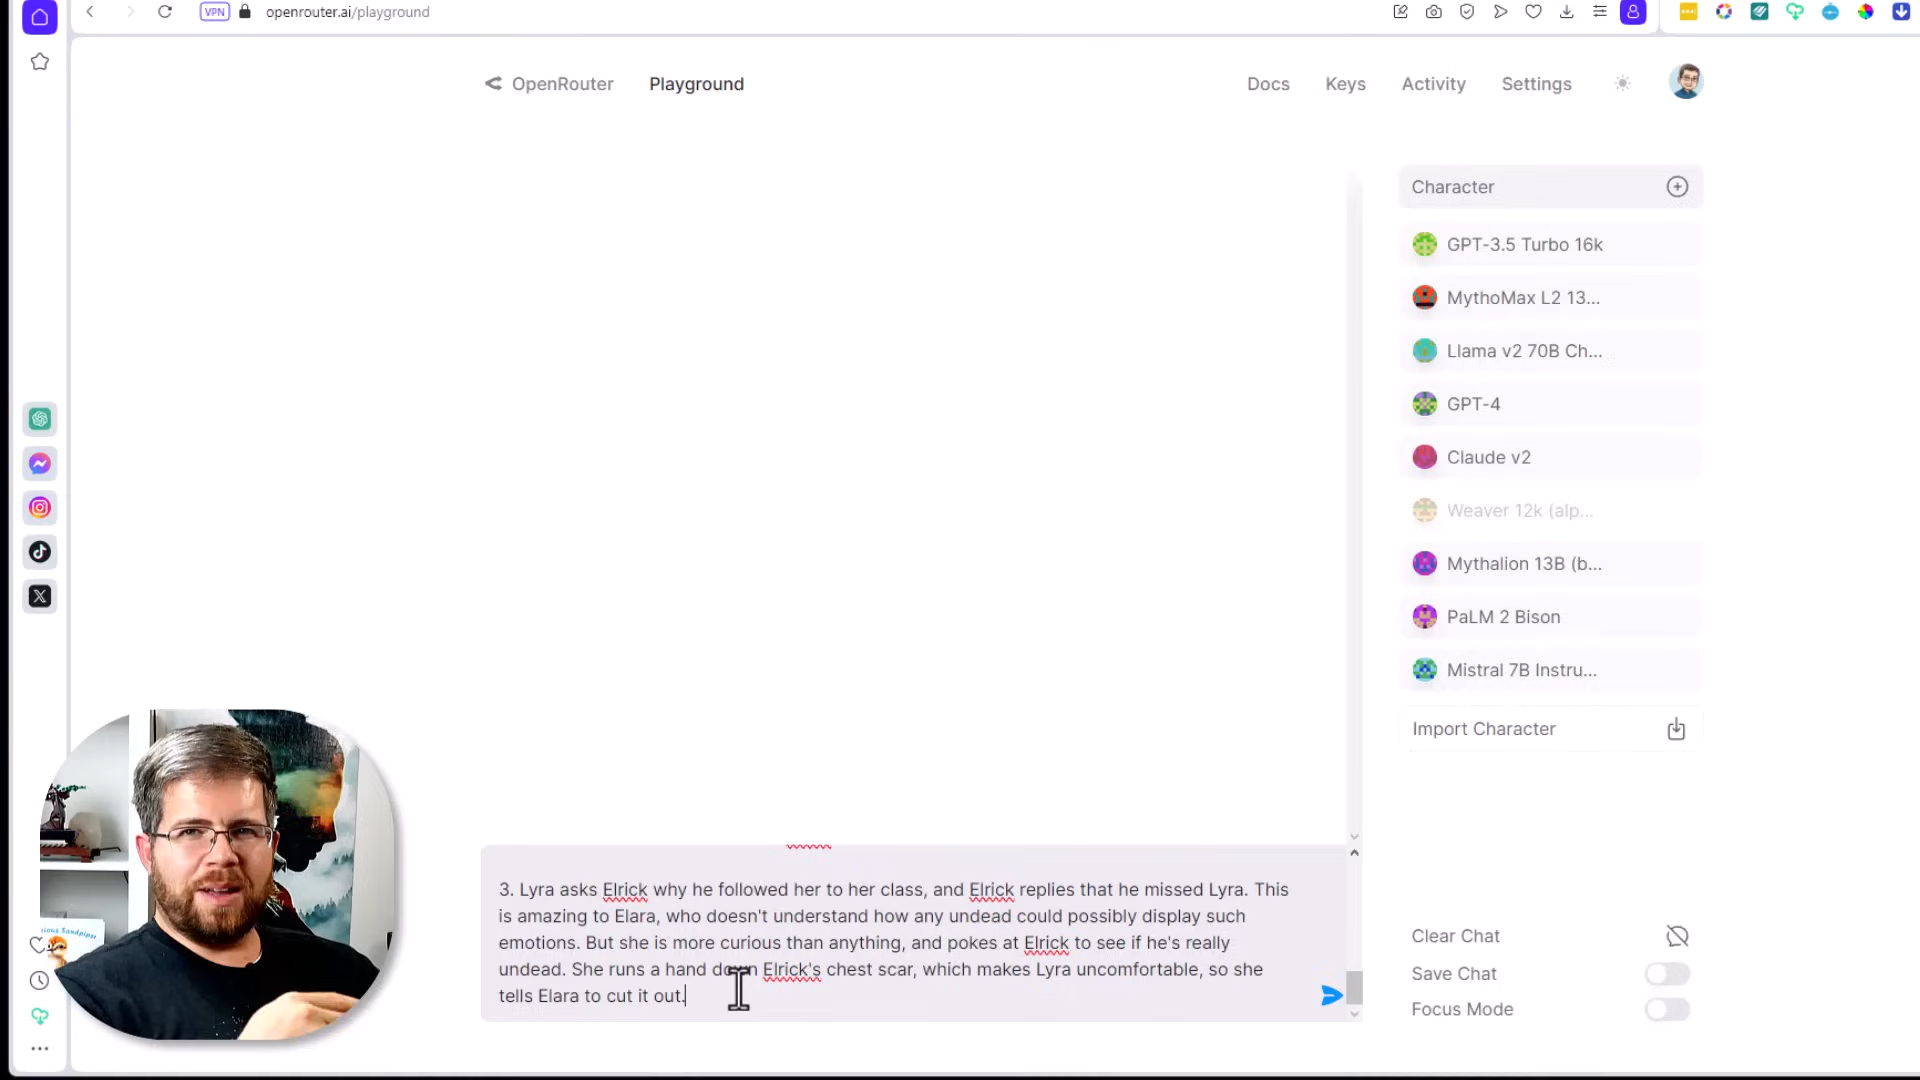 VPN openrouter.ai/playground
OpenRouter Playground Docs Keys Activity Settings
Character
GPT-3.5 Turbo 16k
MythoMax L2 13...
Llama v2 70B Ch...
GPT-4
Claude v2
Weaver 12k (alp...
Mythalion 13B (b...
PaLM 2 Bison
Mistral 7B Instru...
Import Character
3. Lyra asks Elrick why he followed her to her class, and Elrick replies that he missed Lyra. This
is amazing to Elara, who doesn't understand how any undead could possibly display such
emotions. But she is more curious than anything, and pokes at Elrick to see if he's really
undead. She runs a hand down Elrick's chest scar, which makes Lyra uncomfortable, so she
tells Elara to cut it out.
Clear Chat
Save Chat
Focus Mode